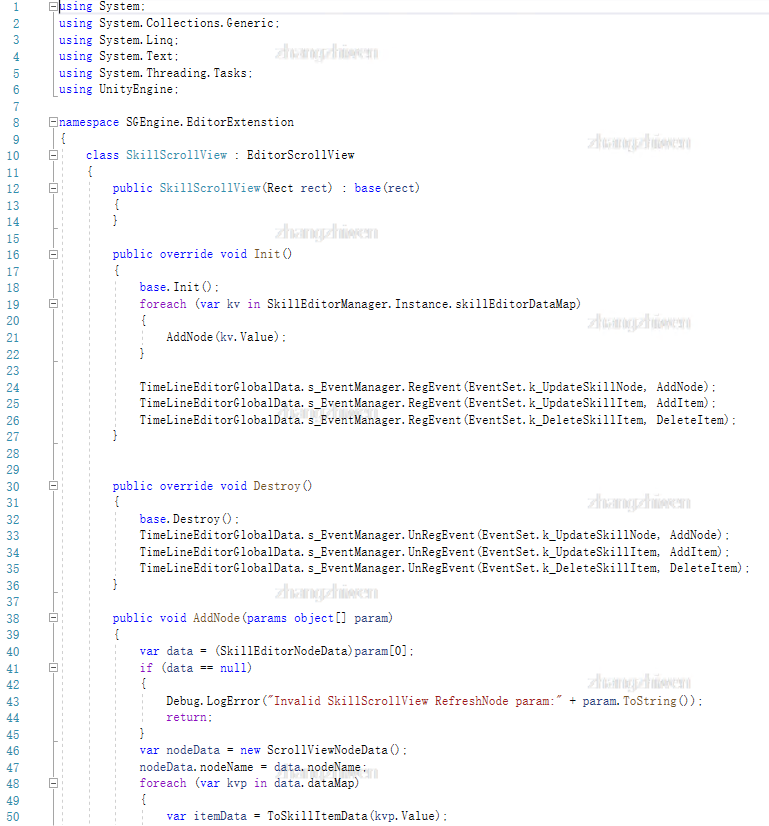 1 using System;
2 using System.Collections.Generic;
3 using System.Linq;
4 using System.Text;
5 using System.Threading.Tasks;
6 using UnityEngine;
7
8 namespace SGEngine.EditorExtenstion
9 {
10 class SkillScrollView : EditorScrollView
11 {
12 public SkillScrollView(Rect rect) : base(rect)
13 {
14 }
15
16 public override void Init()
17 {
18 base.Init();
19 foreach (var kv in SkillEditorManager.Instance.skillEditorDataMap)
20 {
21 AddNode(kv.Value);
22 }
23
24 TimeLineEditorGlobalData.s_EventManager.RegEvent(EventSet.k_UpdateSkillNode, AddNode);
25 TimeLineEditorGlobalData.s_EventManager.RegEvent(EventSet.k_UpdateSkillItem, AddItem);
26 TimeLineEditorGlobalData.s_EventManager.RegEvent(EventSet.k_DeleteSkillItem, DeleteItem);
27 }
28
29
30 public override void Destroy()
31 {
32 base.Destroy();
33 TimeLineEditorGlobalData.s_EventManager.UnRegEvent(EventSet.k_UpdateSkillNode, AddNode);
34 TimeLineEditorGlobalData.s_EventManager.UnRegEvent(EventSet.k_UpdateSkillItem, AddItem);
35 TimeLineEditorGlobalData.s_EventManager.UnRegEvent(EventSet.k_DeleteSkillItem, DeleteItem);
36 }
37
38 public void AddNode(params object[] param)
39 {
40 var data = (SkillEditorNodeData)param[0];
41 if (data == null)
42 {
43 Debug.LogError("Invalid SkillScrollView RefreshNode param:" + param.ToString());
44 return;
45 }
46 var nodeData = new ScrollViewNodeData();
47 nodeData.nodeName = data.nodeName;
48 foreach (var kvp in data.dataMap)
49 {
50 var itemData = ToSkillItemData(kvp.Value);
zhangzhiwen
zhangzhiwen
zhangzhiwen
zhangzhiwen
zhangzhiwen
zhangzhiwen
zhangzhiwen
zhangzhiwen
zhangzhiwen